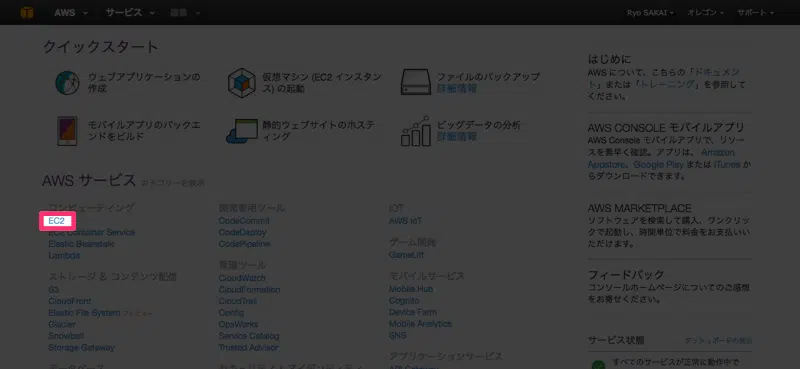 AWS サービス Ryo SAKAI オレゴン サポート
クイックスタート
ウェブアプリケーションの
作成
仮想マシン (EC2 インスタン
ス) の起動
ファイルのバックアップ
詳細情報
モバイルアプリのバックエ
ンドをビルド
静的ウェブサイトのホスティ
ング
ビッグデータの分析
詳細情報
AWS サービス カテゴリーを表示
コンピューティング
EC2
EC2 Container Service
Elastic Beanstalk
Lambda
ストレージ & コンテンツ配信
S3
CloudFront
Elastic File System プレビュー
Glacier
Snowball
Storage Gateway
データベース
開発者用ツール
CodeCommit
CodeDeploy
CodePipeline
管理ツール
CloudWatch
CloudFormation
CloudTrail
Config
OpsWorks
Service Catalog
Trusted Advisor
セキュリティ & アイデンティティ
IOT
AWS IoT
ゲーム開発
GameLift
モバイルサービス
Mobile Hub
Cognito
Device Farm
Mobile Analytics
SNS
アプリケーションサービス
はじめに
AWS について、こちらの「ドキュメン
ト」または「トレーニング」を参照して
ください。
AWS CONSOLE モバイルアプリ
AWS Console モバイルアプリで、リソー
スを素早く確認。アプリは、Amazon
Appstore、Google Play または iTunes か
らダウンロードできます。
AWS MARKETPLACE
ソフトウェアを検索して購入、ワンクリック
で起動し、時間単位で料金をお支払いい
ただけます。
フィードバック
コンソールホームページについてのご感想
をお寄せください。
サービス状態 ダッシュボードの表示
すべてのサービスが正常に動作中で